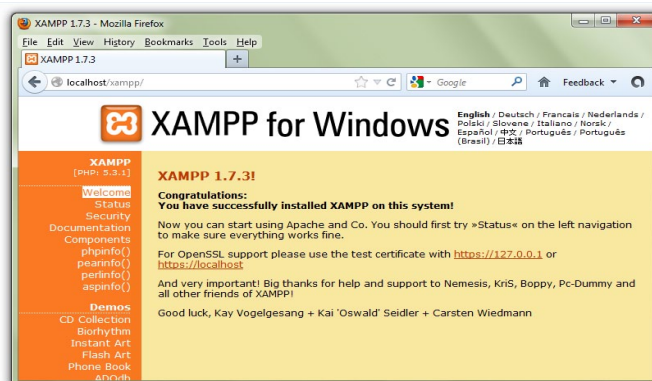 XAMPP 1.7.3 - Mozilla Firefox
File Edit View History Bookmarks Tools Help
XAMPP 1.7.3
+
localhost/xampp/
Google
Feedback
XAMPP for Windows
English / Deutsch / Francais / Nederlands /
Polski / Slovene / Italiano / Norsk /
Español / 中文 / Português / Português
(Brasil) / 日本語
XAMPP
[PHP: 5.3.1]
Welcome
Status
Security
Documentation
Components
phpinfo()
pearinfo()
perlinfo()
aspinfo()
Demos
CD Collection
Biorhythm
Instant Art
Flash Art
Phone Book
ADOdb
XAMPP 1.7.3!
Congratulations:
You have successfully installed XAMPP on this system!
Now you can start using Apache and Co. You should first try »Status« on the left navigation
to make sure everything works fine.
For OpenSSL support please use the test certificate with https://127.0.0.1 or
https://localhost
And very important! Big thanks for help and support to Nemesis, KriS, Boppy, Pc-Dummy and
all other friends of XAMPP!
Good luck, Kay Vogelgesang + Kai 'Oswald' Seidler + Carsten Wiedmann